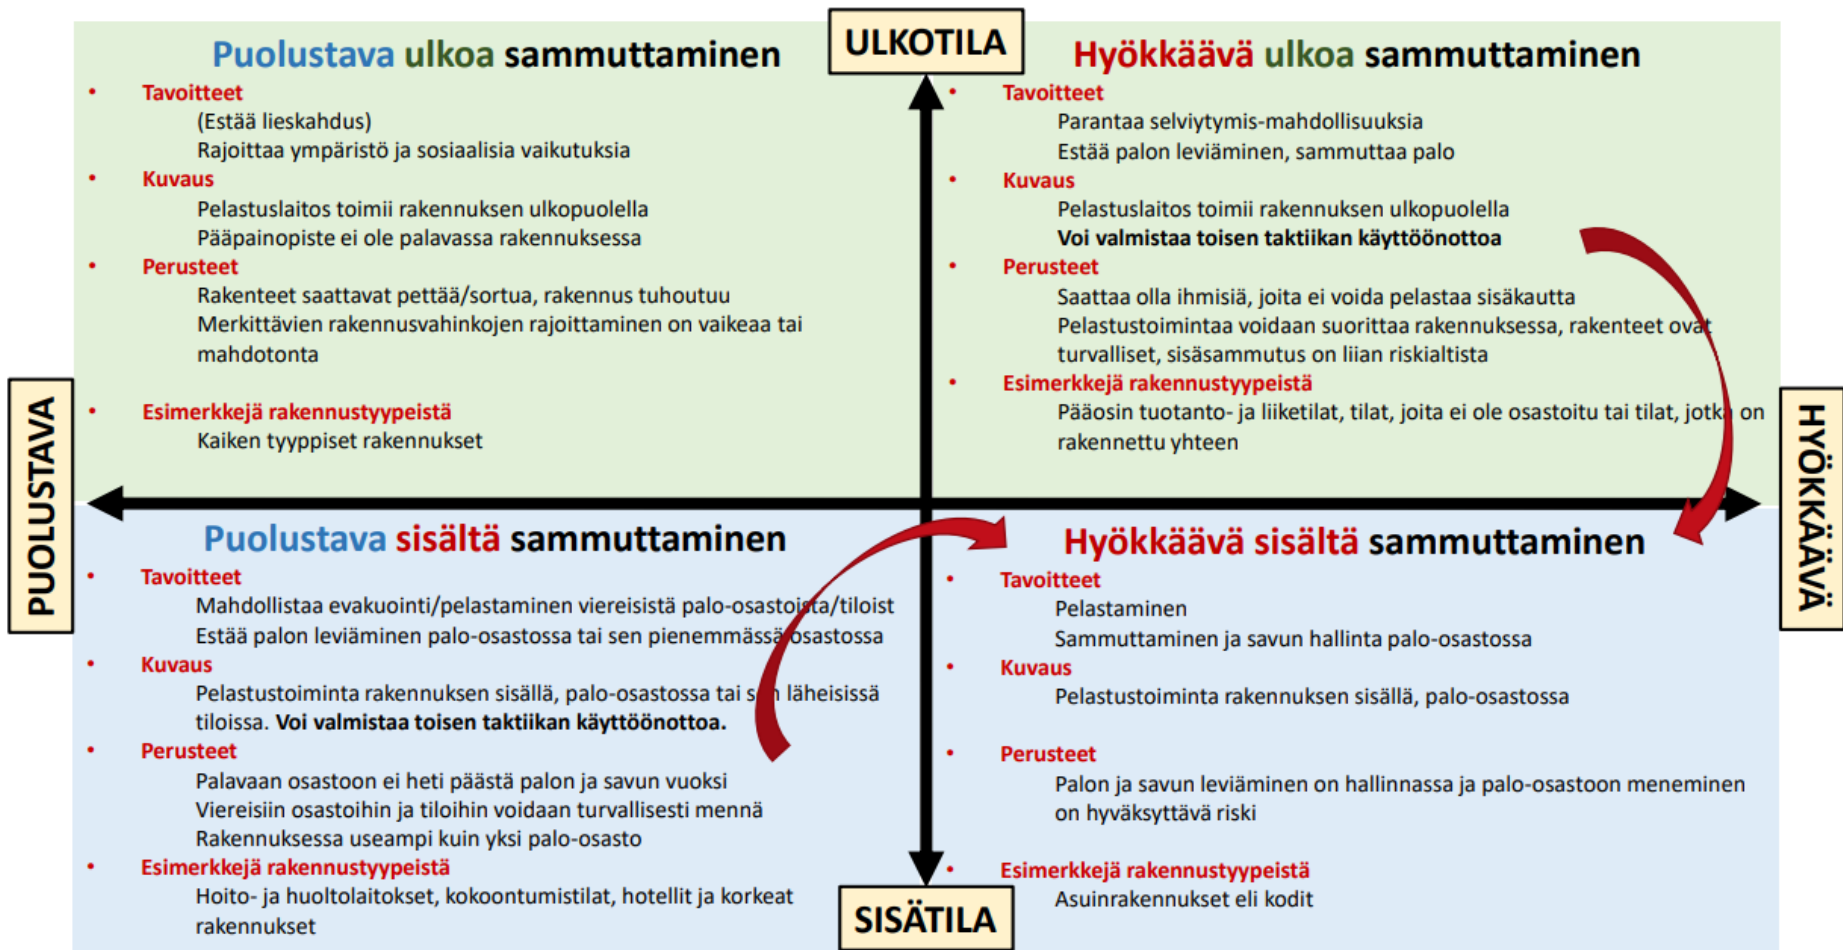 ULKOTILA
PUOLUSTAVA
HYÖKKÄÄVÄ
SISÄTILA
Puolustava ulkoa sammuttaminen
• Tavoitteet
(Estää lieskahdus)
Rajoittaa ympäristö ja sosiaalisia vaikutuksia
• Kuvaus
Pelastuslaitos toimii rakennuksen ulkopuolella
Pääpainopiste ei ole palavassa rakennuksessa
• Perusteet
Rakenteet saattavat pettää/sortua, rakennus tuhoutuu
Merkittävien rakennusvahinkojen rajoittaminen on vaikeaa tai
mahdotonta
• Esimerkkejä rakennustyypeistä
Kaiken tyyppiset rakennukset
Hyökkäävä ulkoa sammuttaminen
• Tavoitteet
Parantaa selviytymis-mahdollisuuksia
Estää palon leviäminen, sammuttaa palo
• Kuvaus
Pelastuslaitos toimii rakennuksen ulkopuolella
Voi valmistaa toisen taktiikan käyttöönottoa
• Perusteet
Saattaa olla ihmisiä, joita ei voida pelastaa sisäkautta
Pelastustoimintaa voidaan suorittaa rakennuksessa, rakenteet ovat
turvalliset, sisäsammutus on liian riskialtista
• Esimerkkejä rakennustyypeistä
Pääosin tuotanto- ja liiketilat, tilat, joita ei ole osastoitu tai tilat, jotka on
rakennettu yhteen
Puolustava sisältä sammuttaminen
• Tavoitteet
Mahdollistaa evakuointi/pelastaminen viereisistä palo-osastoista/tiloist
Estää palon leviäminen palo-osastossa tai sen pienemmässä osastossa
• Kuvaus
Pelastustoiminta rakennuksen sisällä, palo-osastossa tai sen läheisissä
tiloissa. Voi valmistaa toisen taktiikan käyttöönottoa.
• Perusteet
Palavaan osastoon ei heti päästä palon ja savun vuoksi
Viereisiin osastoihin ja tiloihin voidaan turvallisesti mennä
Rakennuksessa useampi kuin yksi palo-osasto
• Esimerkkejä rakennustyypeistä
Hoito- ja huoltolaitokset, kokoontumistilat, hotellit ja korkeat
rakennukset
Hyökkäävä sisältä sammuttaminen
• Tavoitteet
Pelastaminen
Sammuttaminen ja savun hallinta palo-osastossa
• Kuvaus
Pelastustoiminta rakennuksen sisällä, palo-osastossa
• Perusteet
Palon ja savun leviäminen on hallinnassa ja palo-osastoon meneminen
on hyväksyttävä riski
• Esimerkkejä rakennustyypeistä
Asuinrakennukset eli kodit